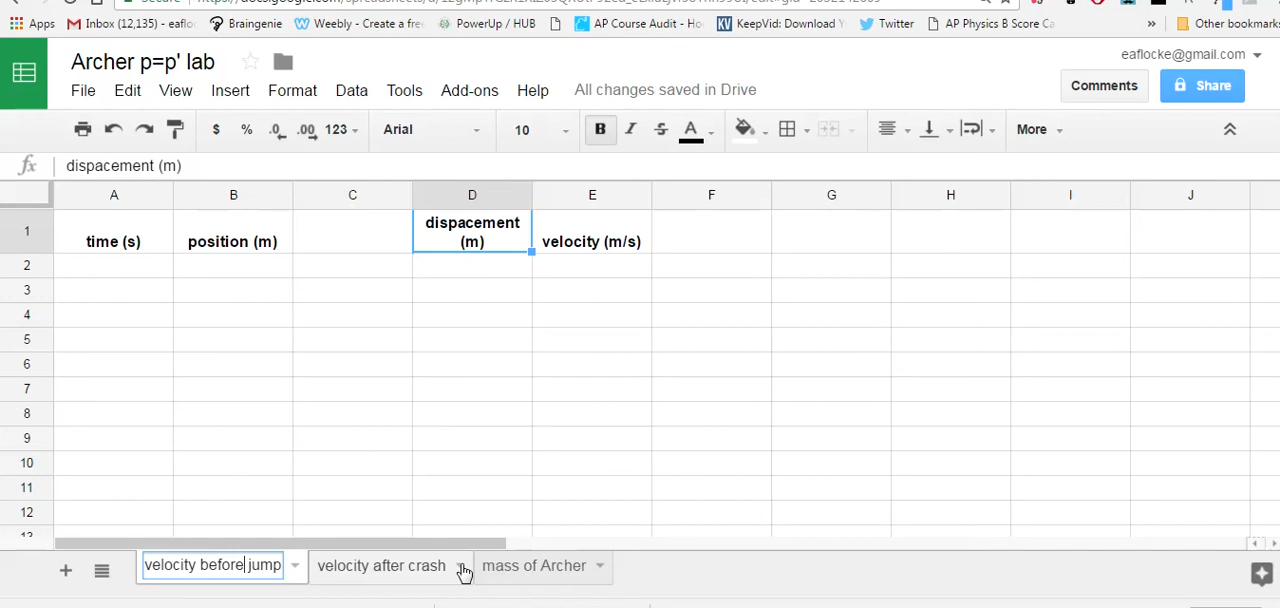 Apps Inbox (12,135) - eaflo Braingenie Weebly - Create a free PowerUp / HUB AP Course Audit - Ho KeepVid: Download Twitter AP Physics B Score Ca » Other bookmarks
Archer p=p' lab
eaflocke@gmail.com
File Edit View Insert Format Data Tools Add-ons Help All changes saved in Drive
Comments Share
$ % .0 .00 123 Arial 10 B I S A More
fx dispacement (m)
A B C D E F G H I J
1 time (s) position (m) dispacement (m) velocity (m/s)
2
3
4
5
6
7
8
9
10
11
12
13
+ velocity before jump velocity after crash mass of Archer